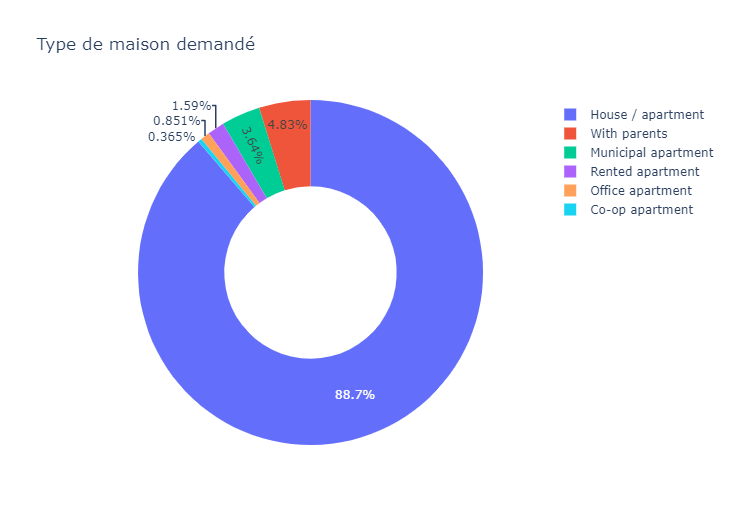 Type de maison demandé
1.59%
0.851%
0.365%
3.64%
4.83%
88.7%
House / apartment
With parents
Municipal apartment
Rented apartment
Office apartment
Co-op apartment